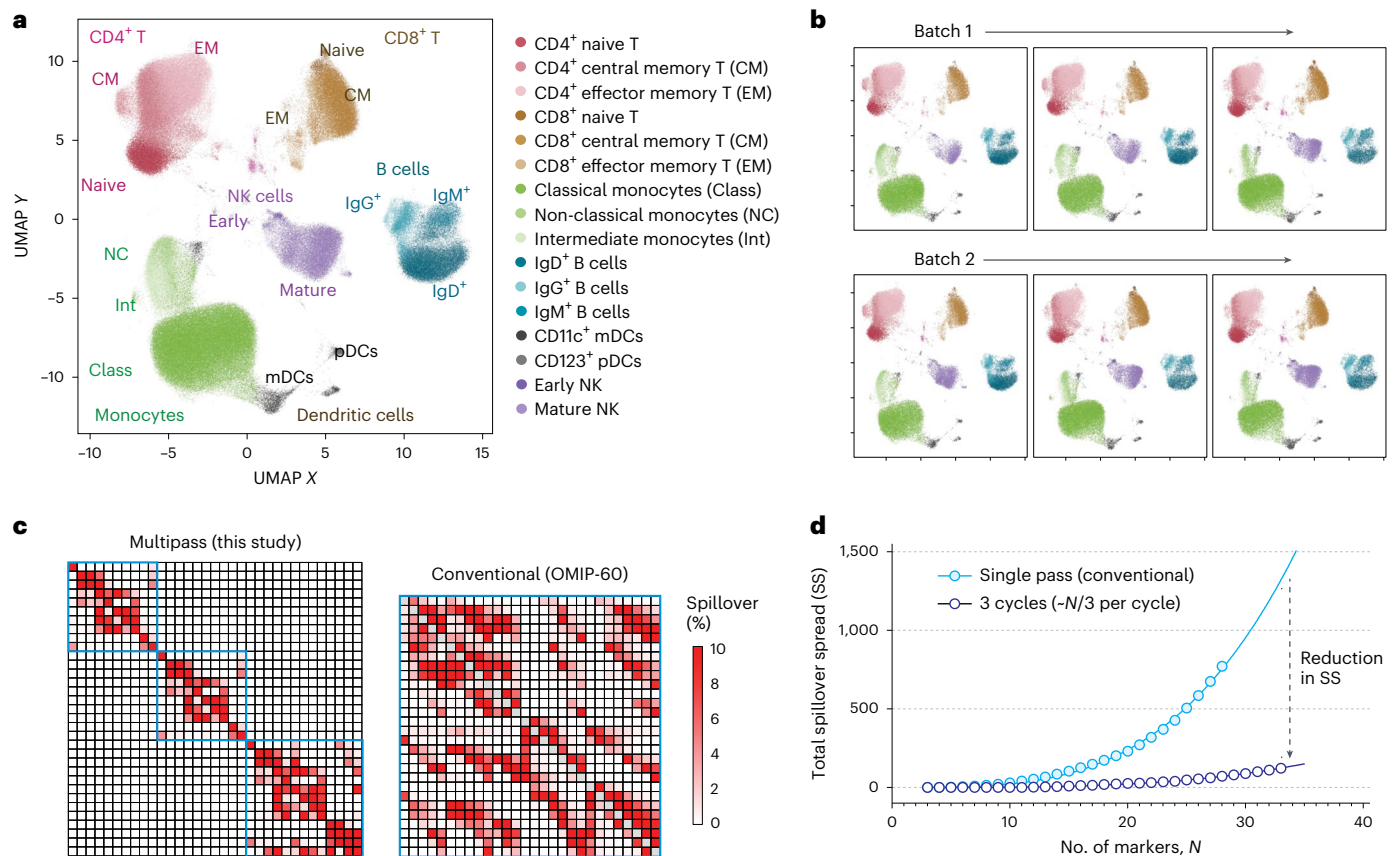 a
CD4+ T
EM
CM
Naive
Naive
CD8+ T
CM
EM
B cells
NK cells
IgG+
IgM+
Early
Mature
IgD+
NC
Int
Class
Monocytes
pDCs
mDCs
Dendritic cells
10
5
0
−5
−10
UMAP Y
−10
−5
0
5
10
15
UMAP X
CD4+ naive T
CD4+ central memory T (CM)
CD4+ effector memory T (EM)
CD8+ naive T
CD8+ central memory T (CM)
CD8+ effector memory T (EM)
Classical monocytes (Class)
Non-classical monocytes (NC)
Intermediate monocytes (Int)
IgD+ B cells
IgG+ B cells
IgM+ B cells
CD11c+ mDCs
CD123+ pDCs
Early NK
Mature NK
b
Batch 1
Batch 2
c
Multipass (this study)
Conventional (OMIP-60)
Spillover
(%)
10
8
6
4
2
0
d
Total spillover spread (SS)
1,500
1,000
500
0
Single pass (conventional)
3 cycles (~N/3 per cycle)
Reduction
in SS
0
10
20
30
40
No. of markers, N